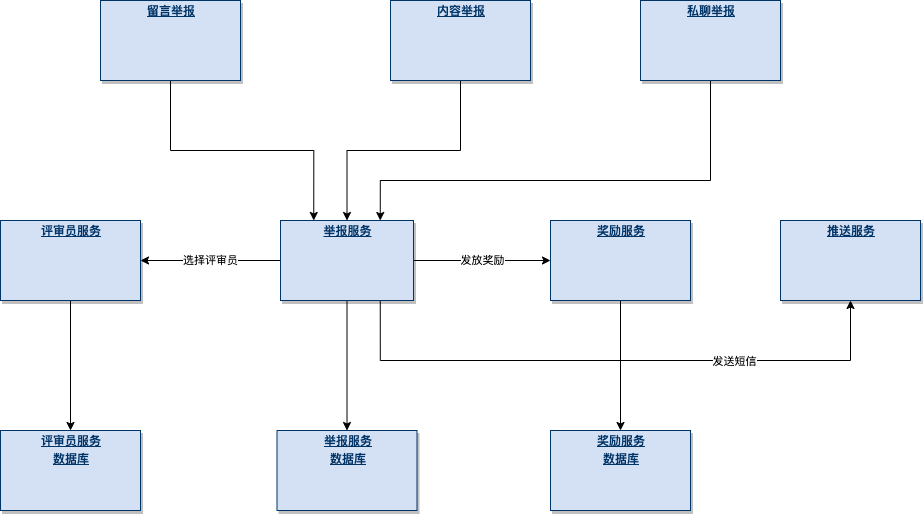 留言举报
内容举报
私聊举报
评审员服务
举报服务
奖励服务
推送服务
选择评审员
发放奖励
发送短信
评审员服务
数据库
举报服务
数据库
奖励服务
数据库